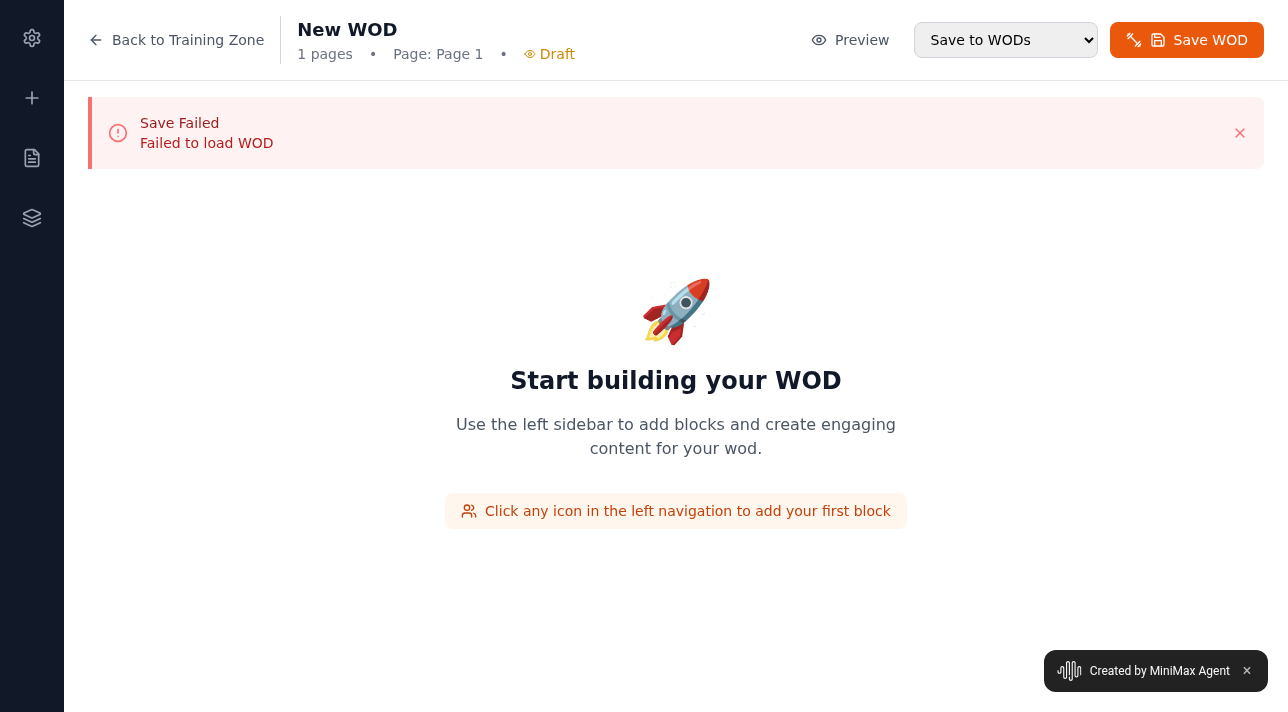 Back to Training Zone
New WOD
1 pages • Page: Page 1 • Draft
Preview
Save to WODs
Save WOD
Save Failed
Failed to load WOD
Start building your WOD
Use the left sidebar to add blocks and create engaging
content for your wod.
Click any icon in the left navigation to add your first block
Created by MiniMax Agent ×